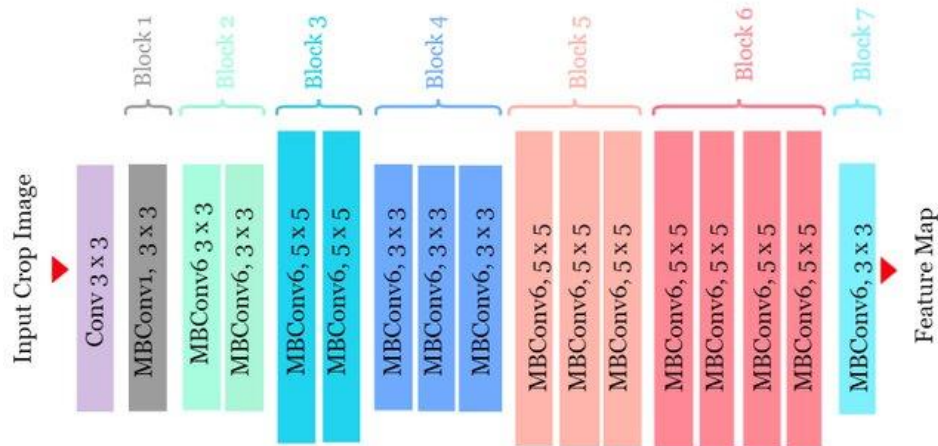 Input Crop Image
Conv 3 x 3
Block 1
MBConv1, 3 x 3
Block 2
MBConv6 3 x 3
MBConv6, 3 x 3
Block 3
MBConv6, 5 x 5
MBConv6, 5 x 5
Block 4
MBConv6, 3 x 3
MBConv6, 3 x 3
MBConv6, 3 x 3
Block 5
MBConv6, 5 x 5
MBConv6, 5 x 5
MBConv6, 5 x 5
Block 6
MBConv6, 5 x 5
MBConv6, 5 x 5
MBConv6, 5 x 5
MBConv6, 5 x 5
Block 7
MBConv6, 3 x 3
Feature Map